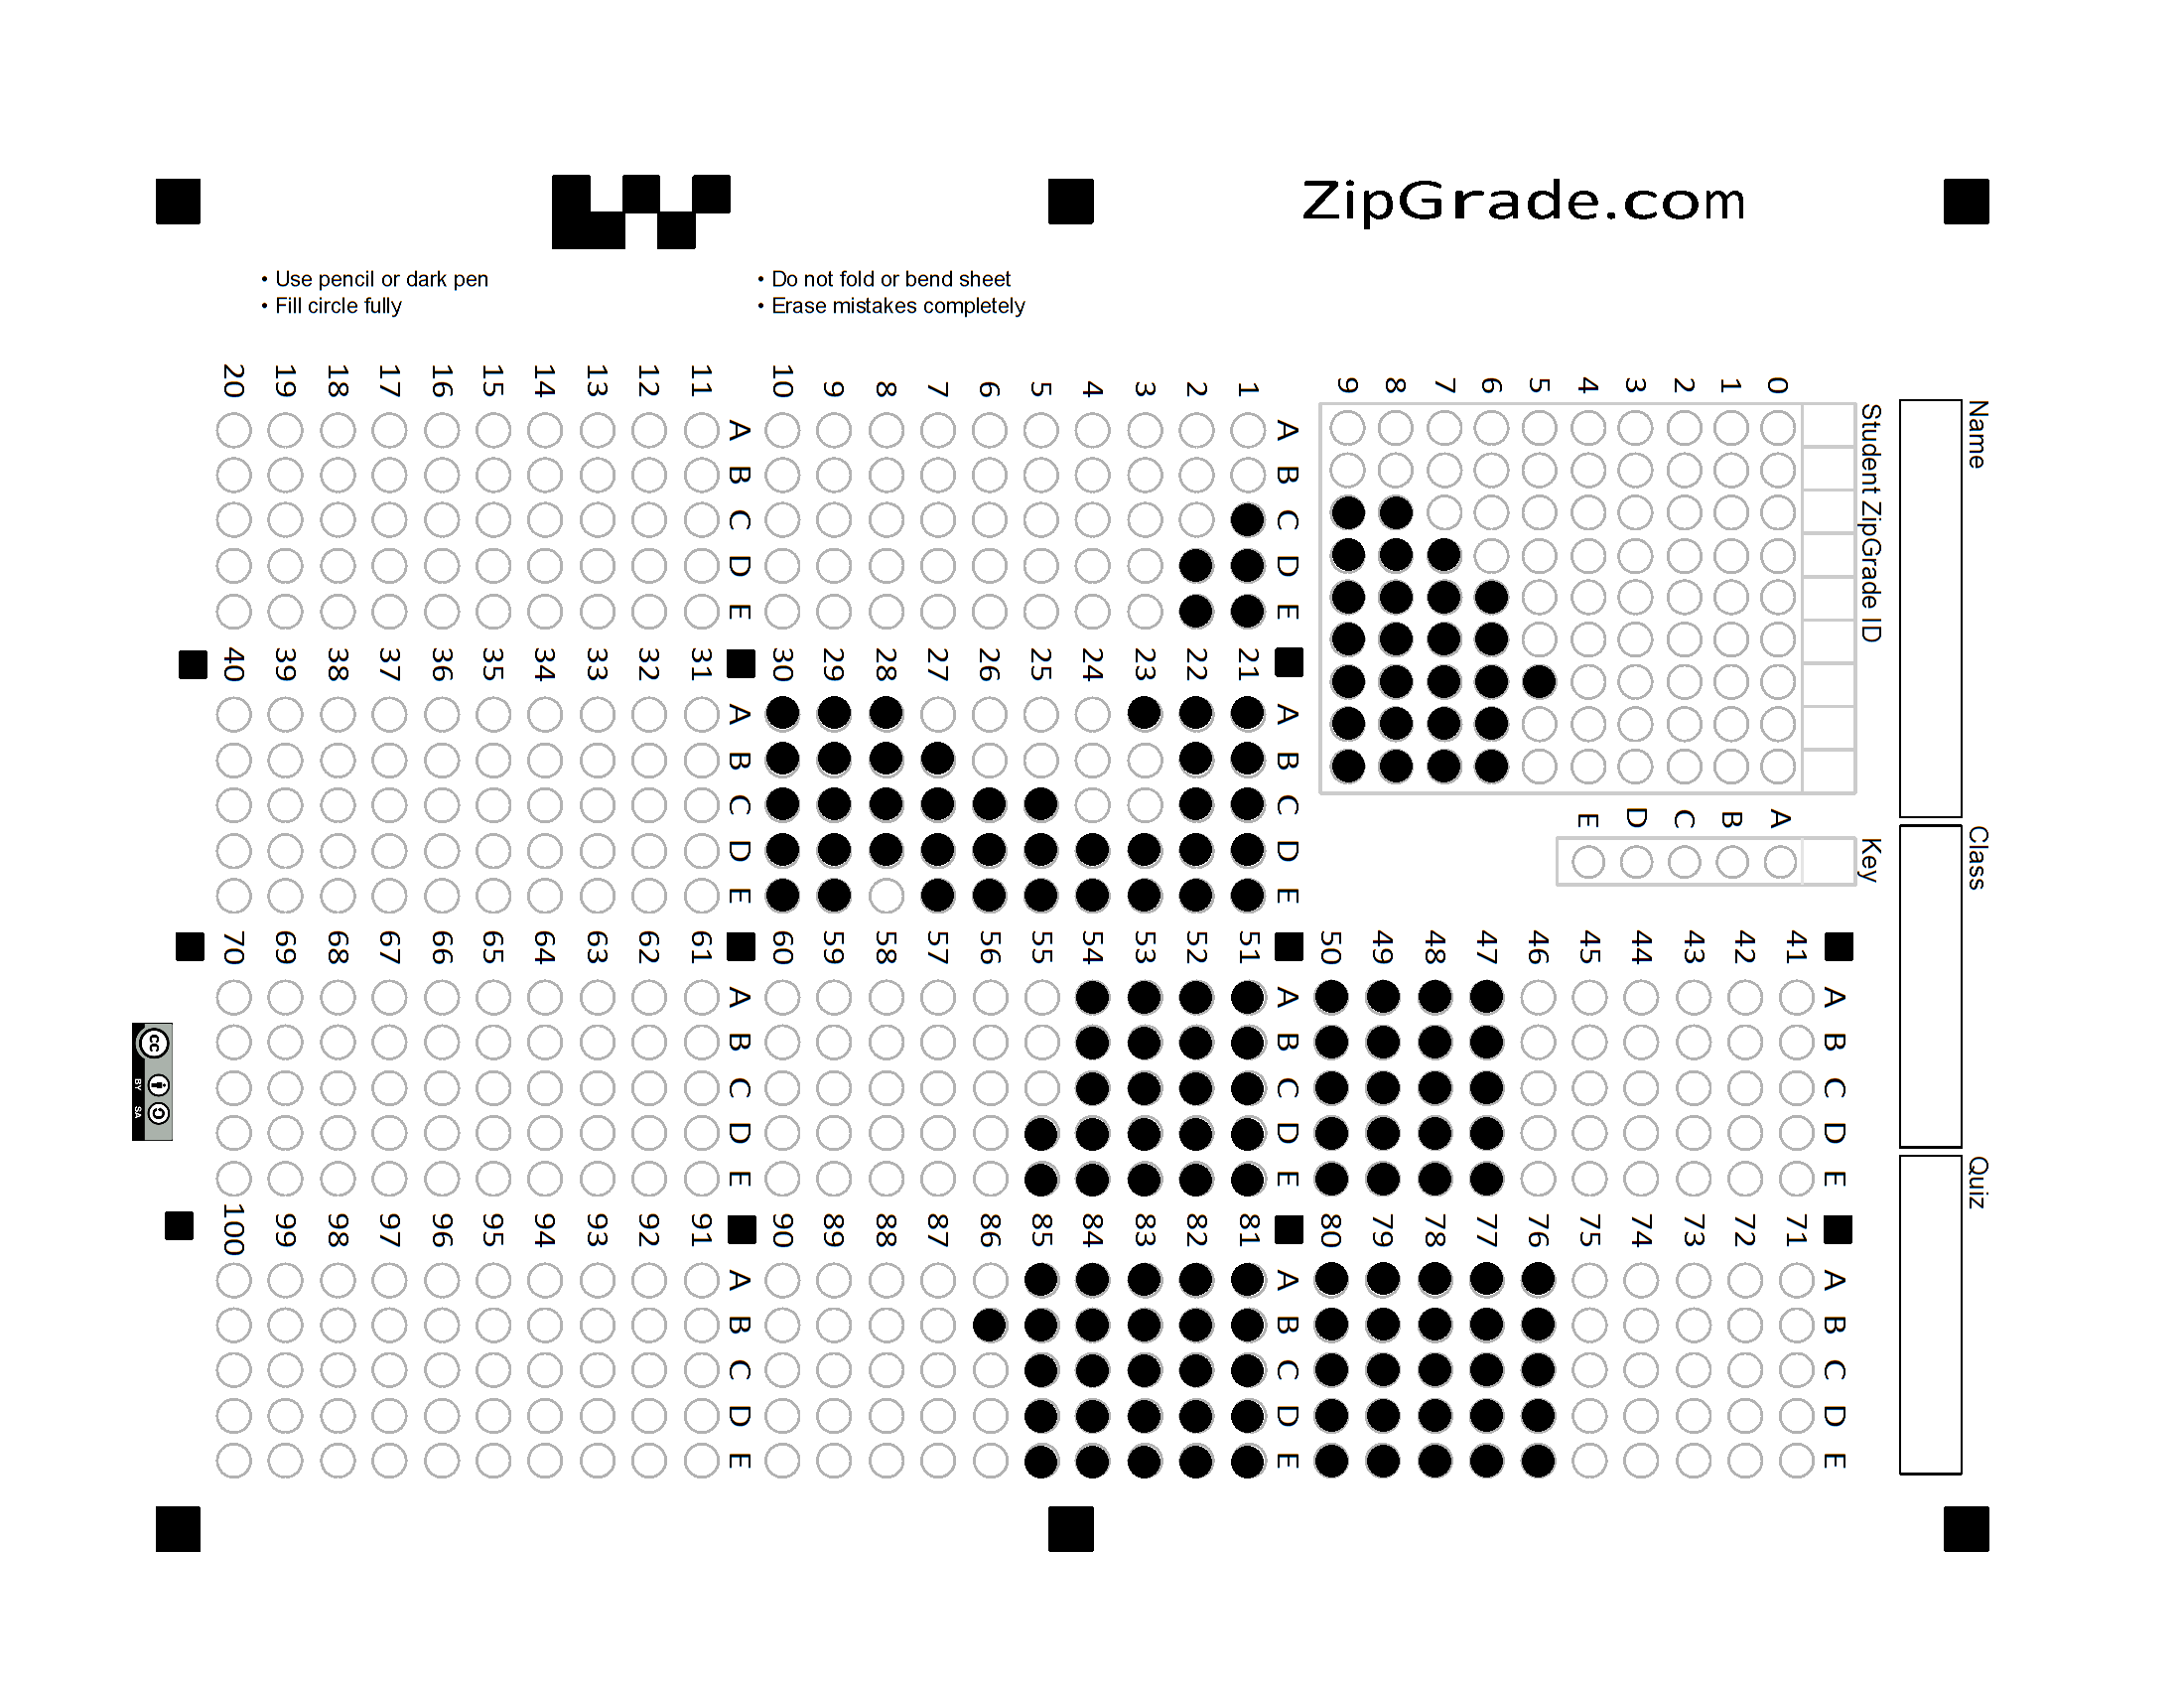 ZipGrade.com
• Use pencil or dark pen
• Fill circle fully
• Do not fold or bend sheet
• Erase mistakes completely
Name
Class
Quiz
Student ZipGrade ID
0 1 2 3 4 5 6 7 8 9
Key
A B C D E
A B C D E
1 2 3 4 5 6 7 8 9 10
A B C D E
11 12 13 14 15 16 17 18 19 20
A B C D E
21 22 23 24 25 26 27 28 29 30
A B C D E
31 32 33 34 35 36 37 38 39 40
A B C D E
41 42 43 44 45 46 47 48 49 50
A B C D E
51 52 53 54 55 56 57 58 59 60
A B C D E
61 62 63 64 65 66 67 68 69 70
A B C D E
71 72 73 74 75 76 77 78 79 80
A B C D E
81 82 83 84 85 86 87 88 89 90
A B C D E
91 92 93 94 95 96 97 98 99 100
cc
BY SA